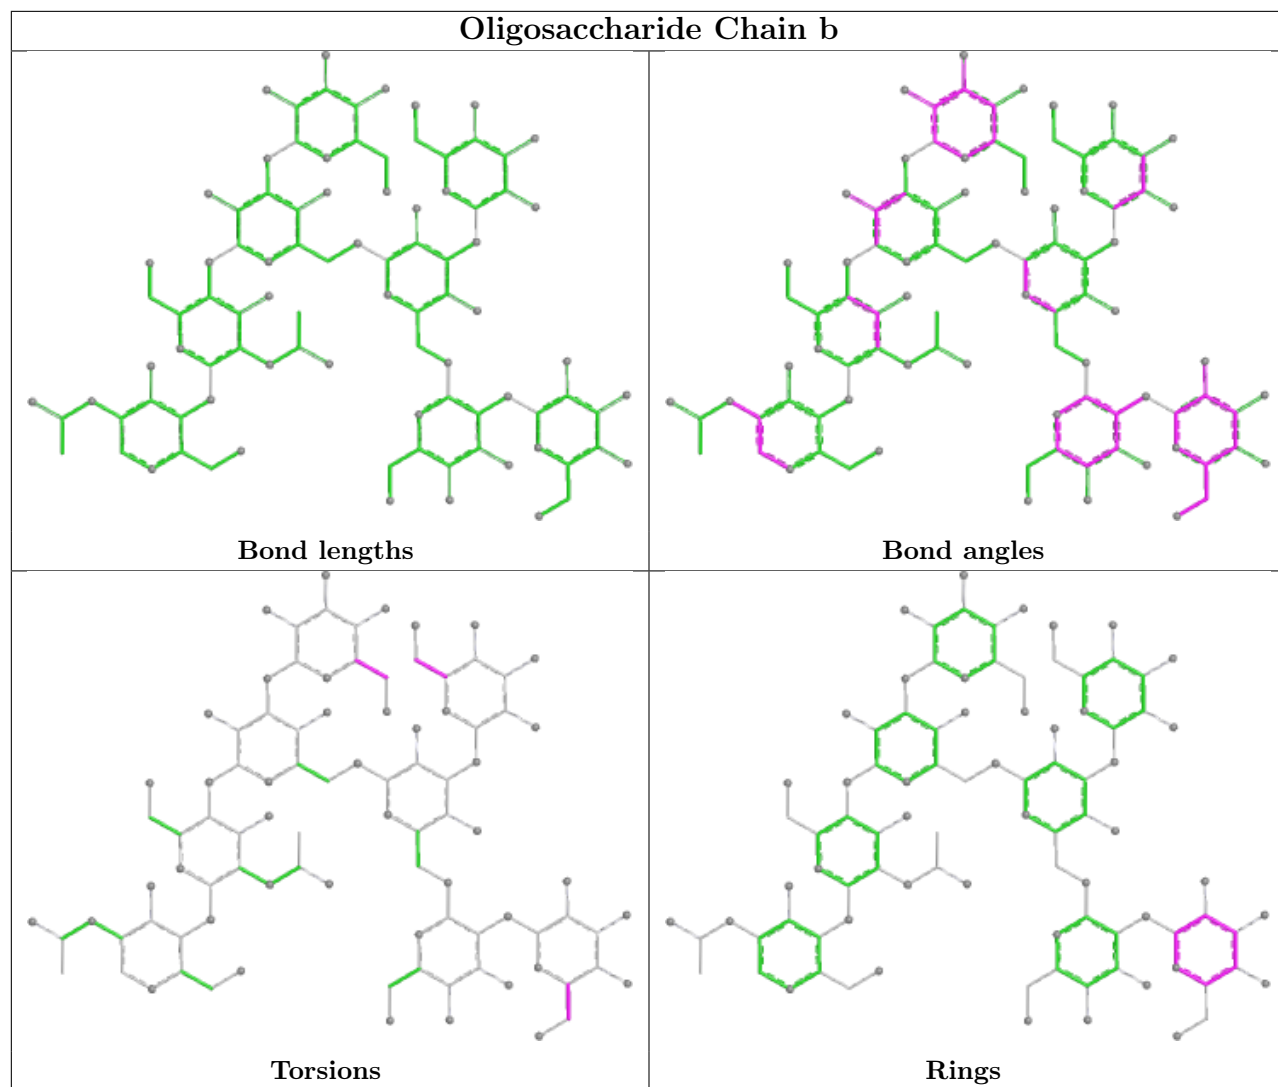 Oligosaccharide Chain b
Bond lengths
Bond angles
Torsions
Rings